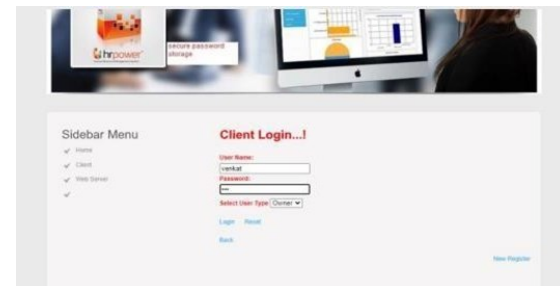 hrpower
secure password
storage
Sidebar Menu
Home
Client
Web Server
Client Login...!
User Name:
venkat
Password:
Select User Type Owner
Login Reset
Back
New Register